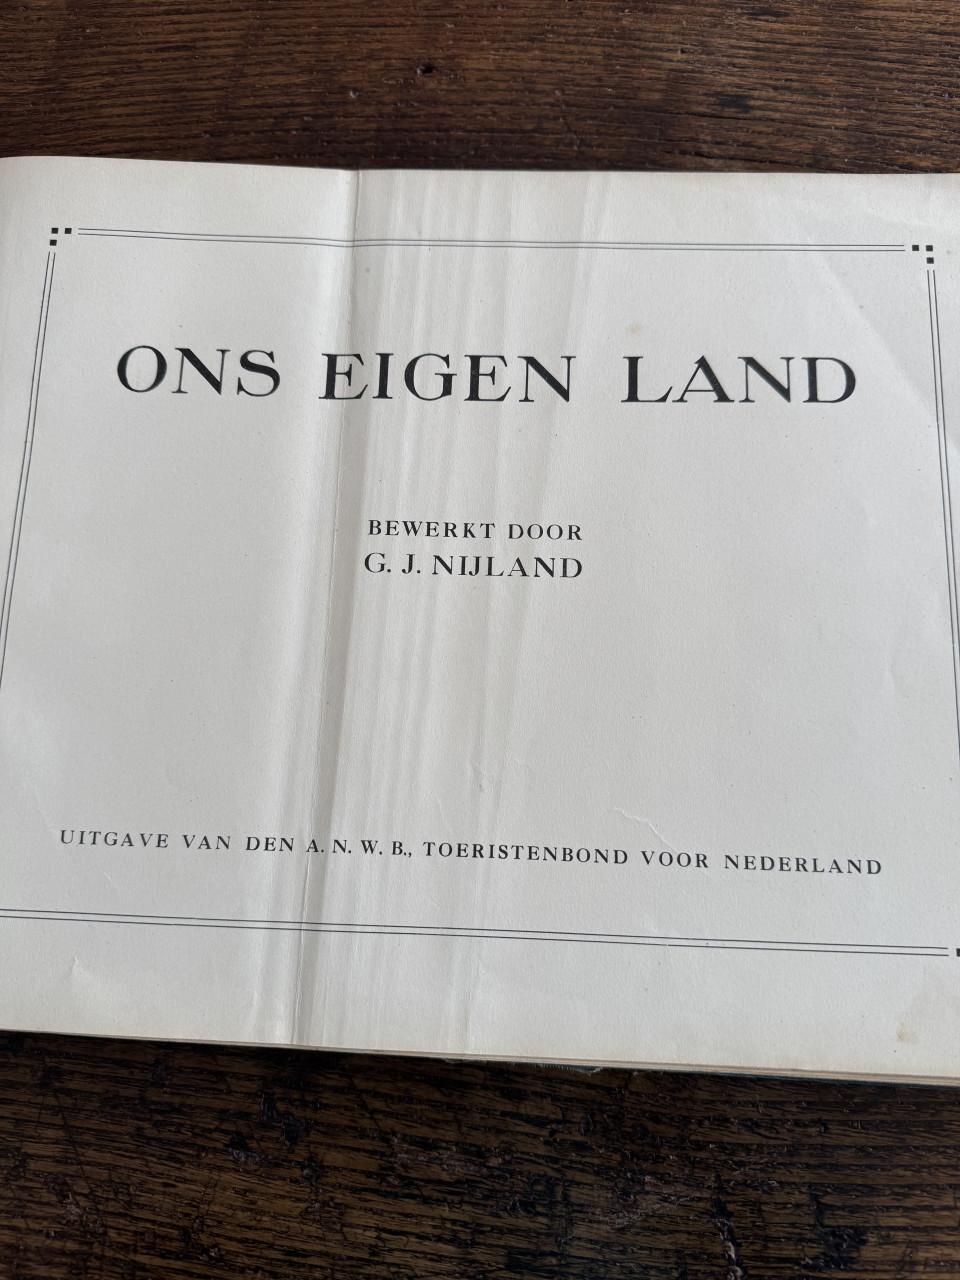 ONS EIGEN LAND
BEWERKT DOOR
G. J. NIJLAND
UITGAVE VAN DEN A. N. W. B., TOERISTENBOND VOOR NEDERLAND